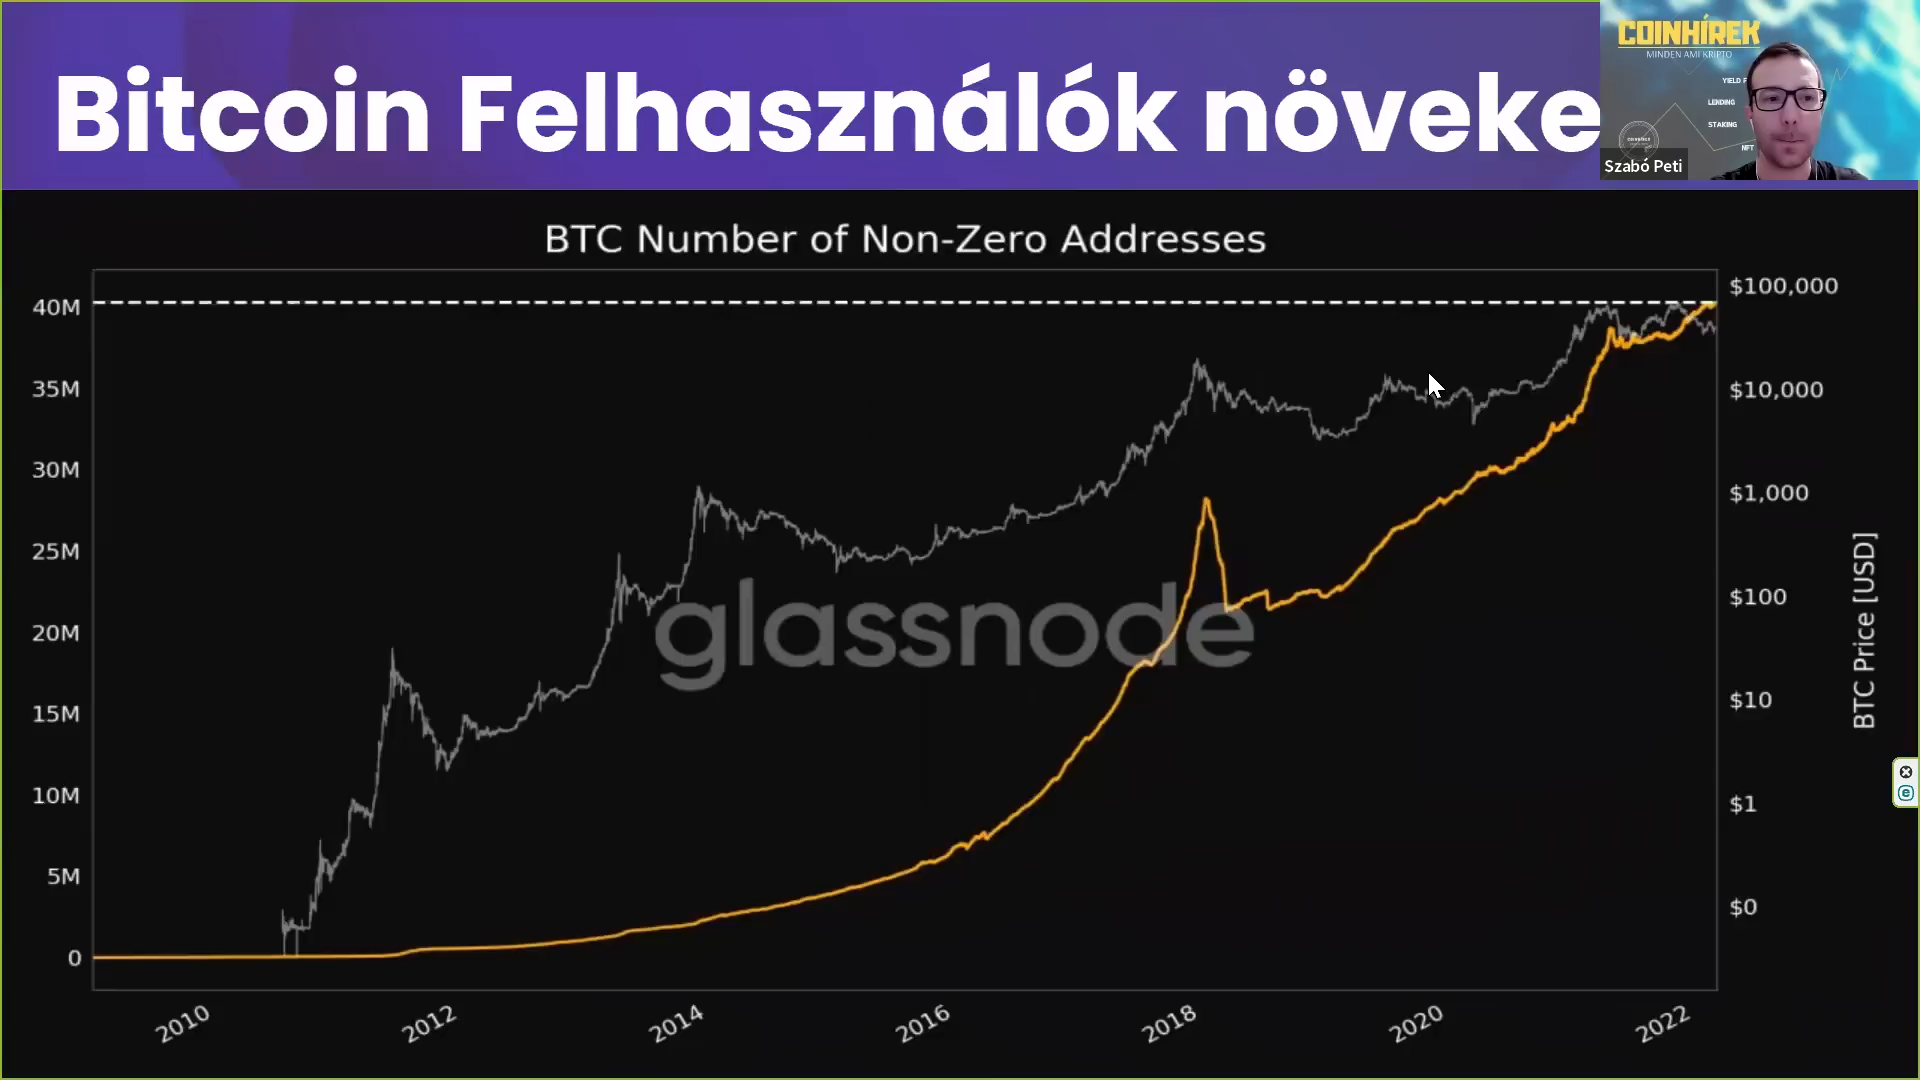 Bitcoin Felhasználók növeke
COINHÍREK
MINDEN AMI KRIPTO
YIELD F
LENDING
STAKING
NFT
Szabó Peti
BTC Number of Non-Zero Addresses
40M
35M
30M
25M
20M
15M
10M
5M
0
$100,000
$10,000
$1,000
$100
$10
$1
$0
BTC Price [USD]
glassnode
2010
2012
2014
2016
2018
2020
2022